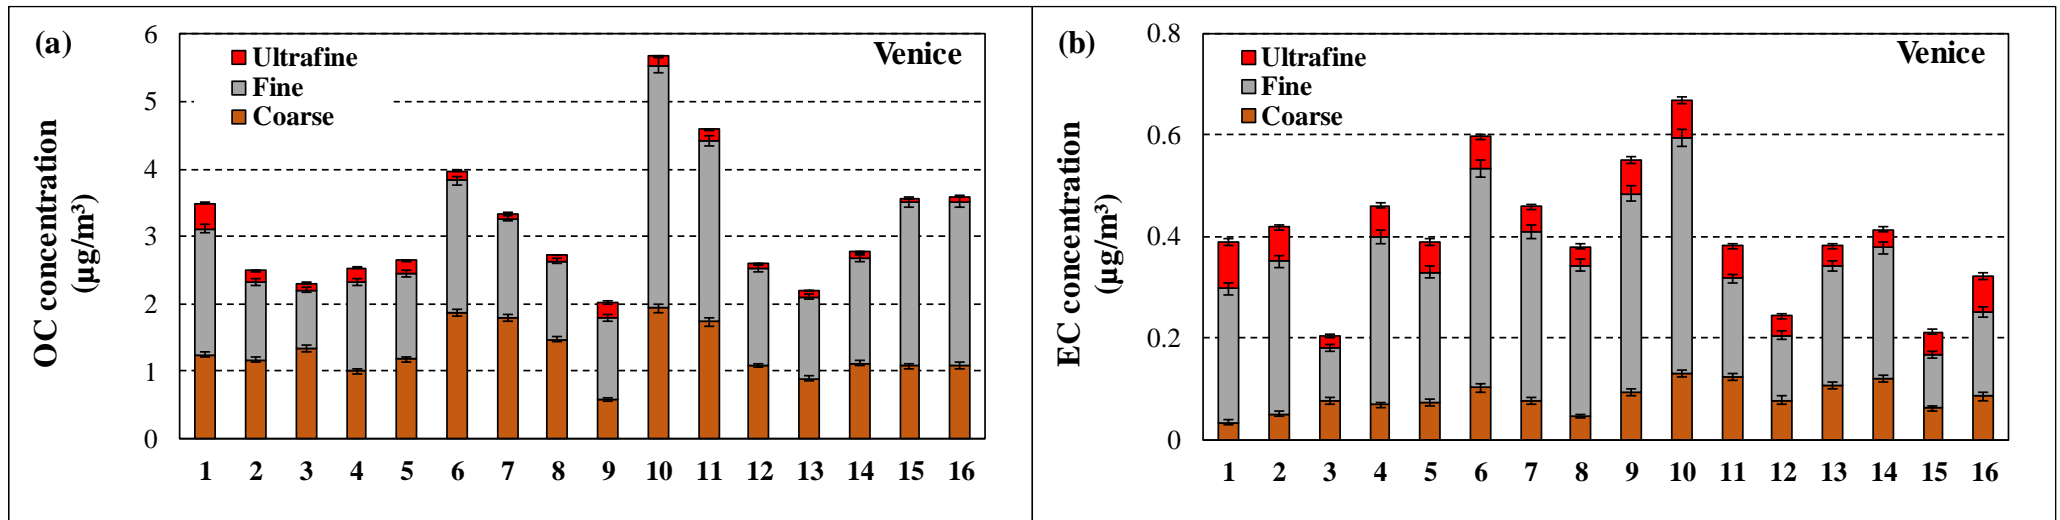 (a)
Venice
Ultrafine
Fine
Coarse
OC concentration
(µg/m³)
6
5
4
3
2
1
0
1 2 3 4 5 6 7 8 9 10 11 12 13 14 15 16
(b)
Venice
Ultrafine
Fine
Coarse
EC concentration
(µg/m³)
0.8
0.6
0.4
0.2
0
1 2 3 4 5 6 7 8 9 10 11 12 13 14 15 16